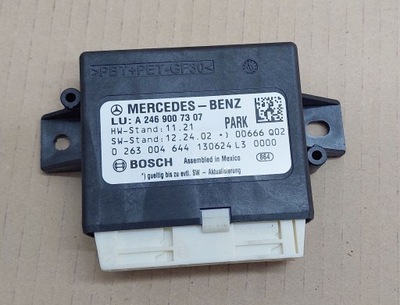 >PBT+PET-GF30<
MERCEDES-BENZ
LU: A 246 900 73 07
HW-Stand: 11.21 PARK
SW-Stand: 12.24.02 *) 00666 Q02
0 263 004 644 130624 L3 0000
BOSCH Assembled in Mexico 864
*) gueltig bis zu evtl. SW - Aktualisierung